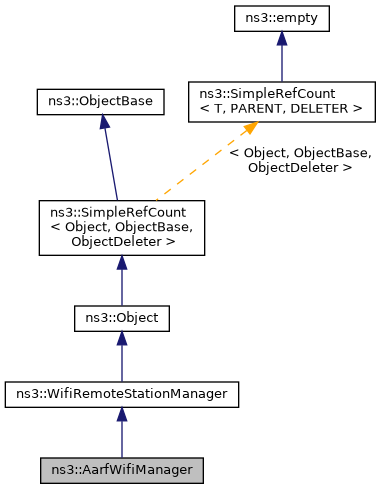 ns3::empty
ns3::SimpleRefCount
< T, PARENT, DELETER >
ns3::ObjectBase
< Object, ObjectBase,
ObjectDeleter >
ns3::SimpleRefCount
< Object, ObjectBase,
ObjectDeleter >
ns3::Object
ns3::WifiRemoteStationManager
ns3::AarfWifiManager